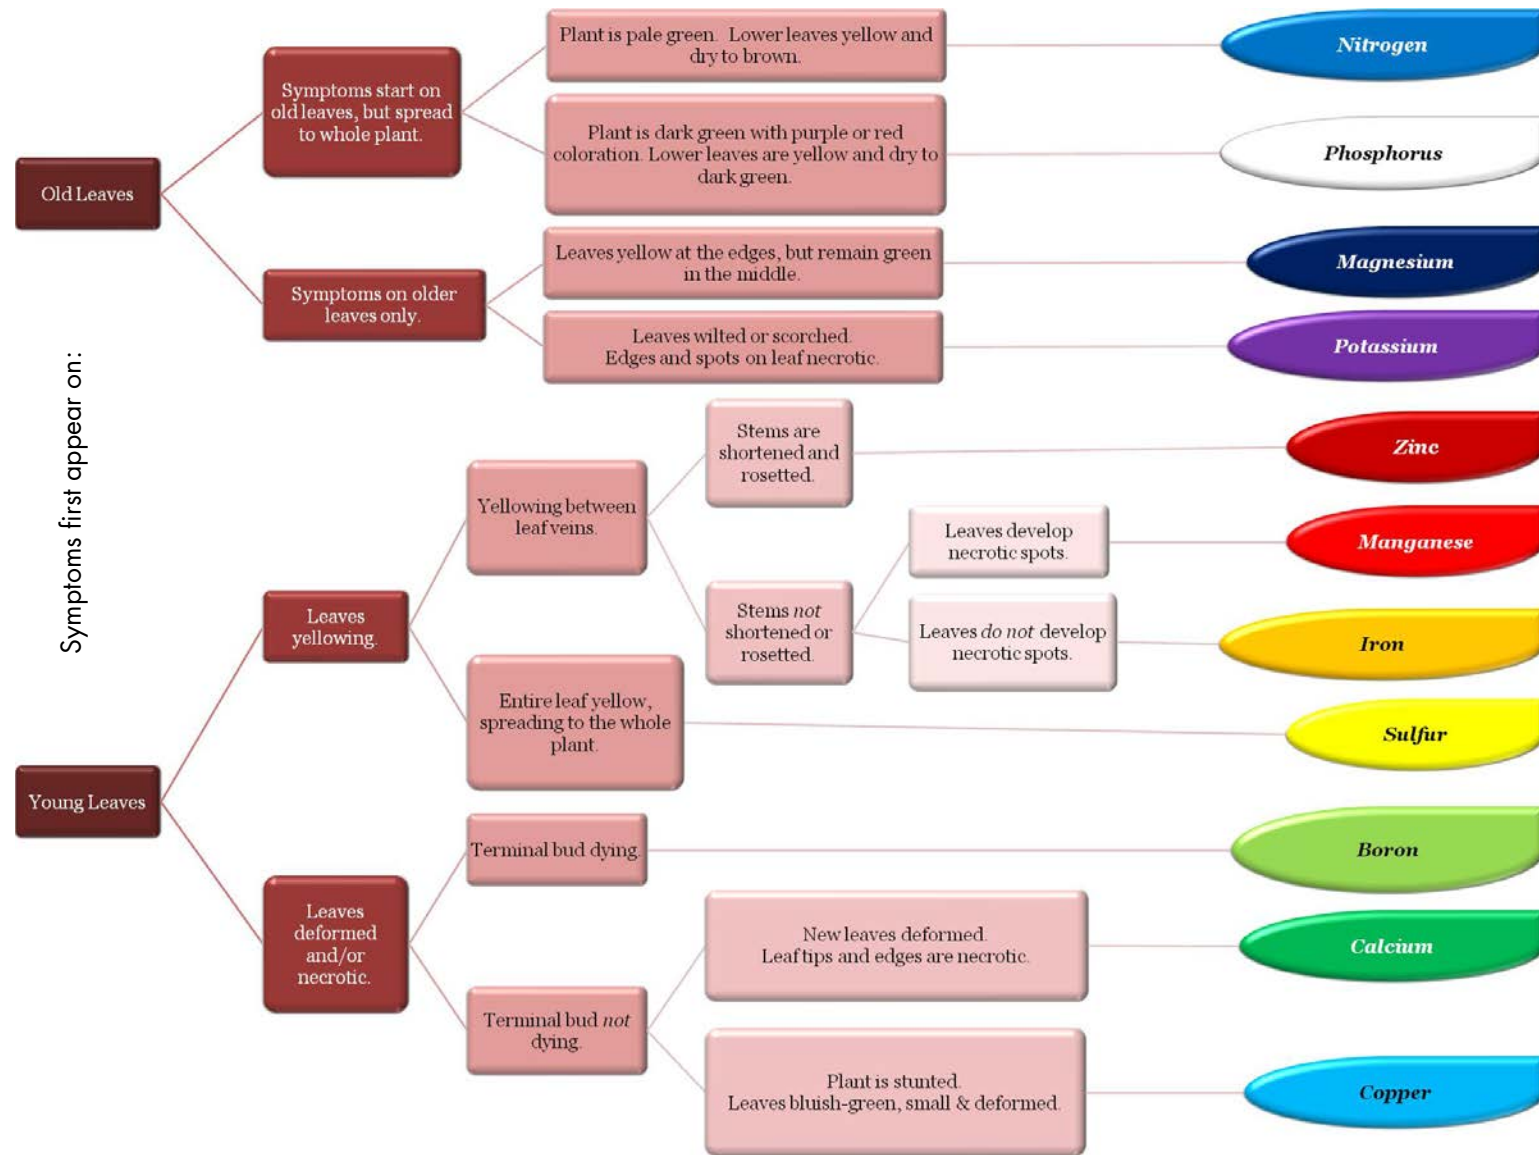 Symptoms first appear on:
Old Leaves
Symptoms start on
old leaves, but spread
to whole plant.
Plant is pale green. Lower leaves yellow and
dry to brown.
Nitrogen
Plant is dark green with purple or red
coloration. Lower leaves are yellow and dry to
dark green.
Phosphorus
Symptoms on older
leaves only.
Leaves yellow at the edges, but remain green
in the middle.
Magnesium
Leaves wilted or scorched.
Edges and spots on leaf necrotic.
Potassium
Young Leaves
Leaves
yellowing.
Yellowing between
leaf veins.
Stems are
shortened and
rosetted.
Zinc
Stems not
shortened or
rosetted.
Leaves develop
necrotic spots.
Manganese
Leaves do not develop
necrotic spots.
Iron
Entire leaf yellow,
spreading to the whole
plant.
Sulfur
Leaves
deformed
and/or
necrotic.
Terminal bud dying.
Boron
Terminal bud not
dying.
New leaves deformed.
Leaf tips and edges are necrotic.
Calcium
Plant is stunted.
Leaves bluish-green, small & deformed.
Copper